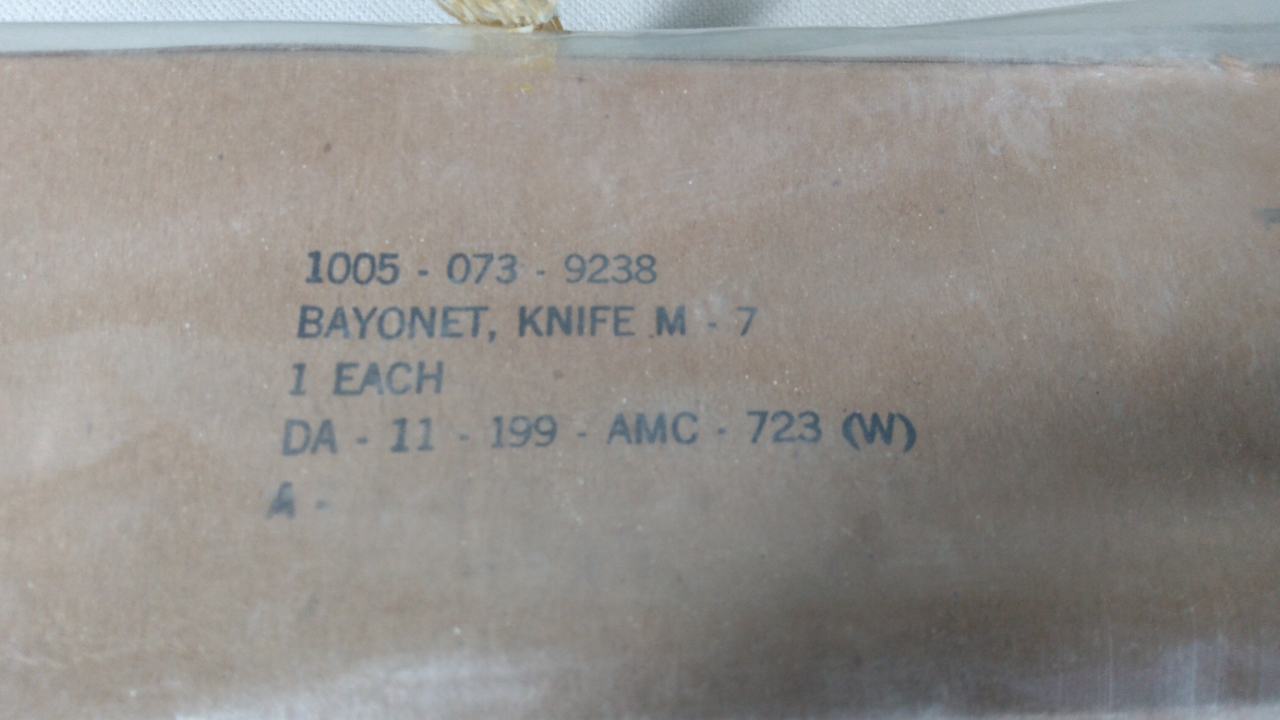 1005 - 073 - 9238
BAYONET, KNIFE M - 7
1 EACH
DA - 11 - 199 - AMC - 723 (W)
A -